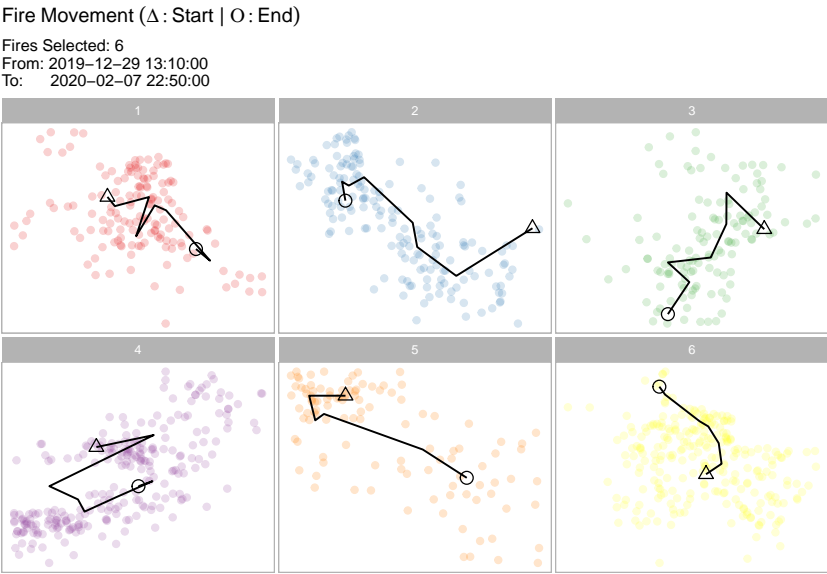 Fire Movement (Δ : Start | O : End)
Fires Selected: 6
From: 2019−12−29 13:10:00
To: 2020−02−07 22:50:00
1
2
3
4
5
6